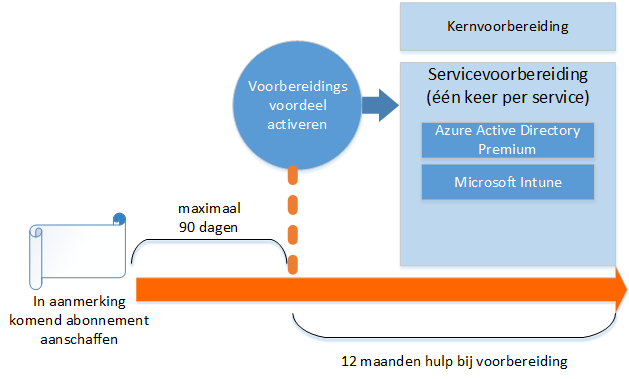 Kernvoorbereiding
Servicevoorbereiding
(één keer per service)
Azure Active Directory
Premium
Microsoft Intune
Voorbereidings
voordeel
activeren
maximaal
90 dagen
In aanmerking
komend abonnement
aanschaffen
12 maanden hulp bij voorbereiding